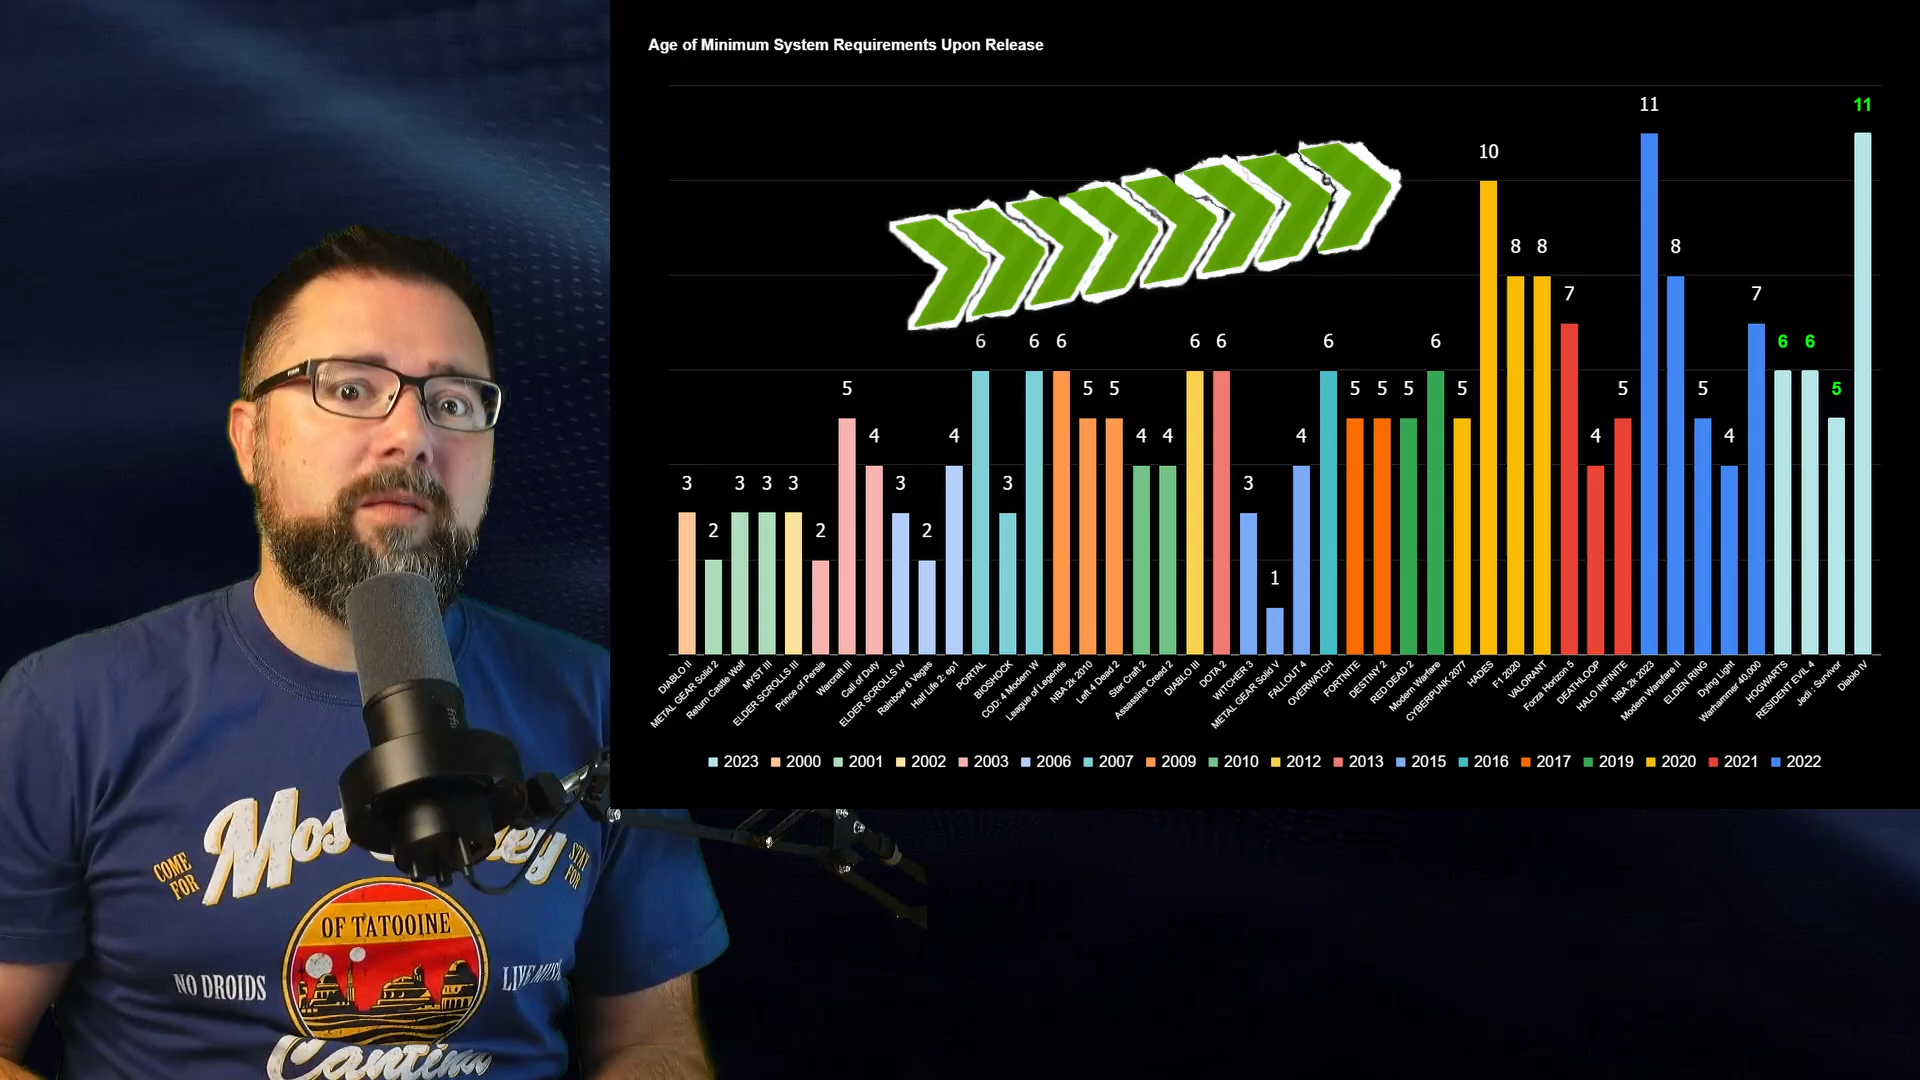 Age of Minimum System Requirements Upon Release
3
2
3
3
3
2
5
4
3
2
4
6
3
6
6
5
5
4
4
6
6
3
1
4
6
5
5
5
6
5
10
8
8
7
4
5
11
8
5
4
7
6
6
5
11
DIABLO II
METAL GEAR Solid 2
Return Castle Wolf
MYST III
ELDER SCROLLS III
Prince of Persia
Warcraft III
Call of Duty
ELDER SCROLLS IV
Rainbow 6 Vegas
Half Life 2: ep1
PORTAL
BIOSHOCK
COD: 4 Modern W
League of Legends
NBA 2k 2010
Left 4 Dead 2
Star Craft 2
Assassins Creed 2
DIABLO III
DOTA 2
WITCHER 3
METAL GEAR Solid V
FALLOUT 4
OVERWATCH
FORTNITE
DESTINY 2
RED DEAD 2
Modern Warfare
CYBERPUNK 2077
HADES
F1 2020
VALORANT
Forza Horizon 5
DEATHLOOP
HALO INFINITE
NBA 2k 2023
Modern Warefare II
ELDEN RING
Dying Light
Warhammer 40,000
HOGWARTS
RESIDENT EVIL 4
Jedi - Survivor
Diablo IV
2023 2000 2001 2002 2003 2006 2007 2009 2010 2012 2013 2015 2016 2017 2019 2020 2021 2022
COME
FOR
STAY
FOR
OF TATOOINE
NO DROIDS
LIVE MUSIC
Cantina